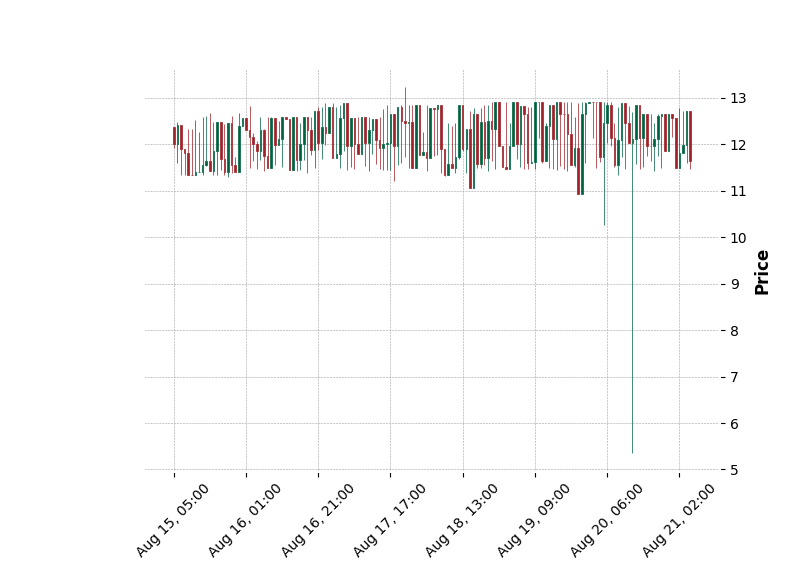 13
12
11
10
9
8
7
6
5
Price
Aug 15, 05:00
Aug 16, 01:00
Aug 16, 21:00
Aug 17, 17:00
Aug 18, 13:00
Aug 19, 09:00
Aug 20, 06:00
Aug 21, 02:00